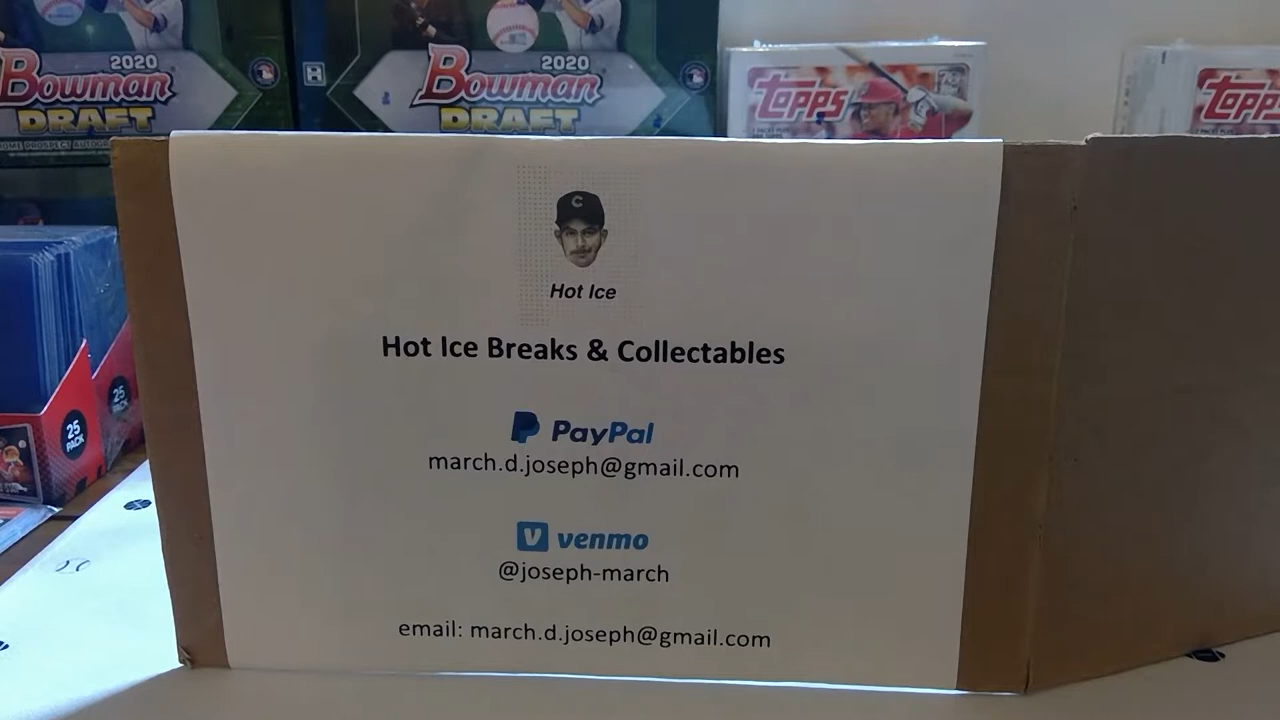 2020
Bowman
DRAFT
H
2020
Bowman
DRAFT
TOPPS
TOPPS
C
Hot Ice
Hot Ice Breaks & Collectables
PayPal
march.d.joseph@gmail.com
venmo
@joseph-march
email: march.d.joseph@gmail.com
25
PACK
25